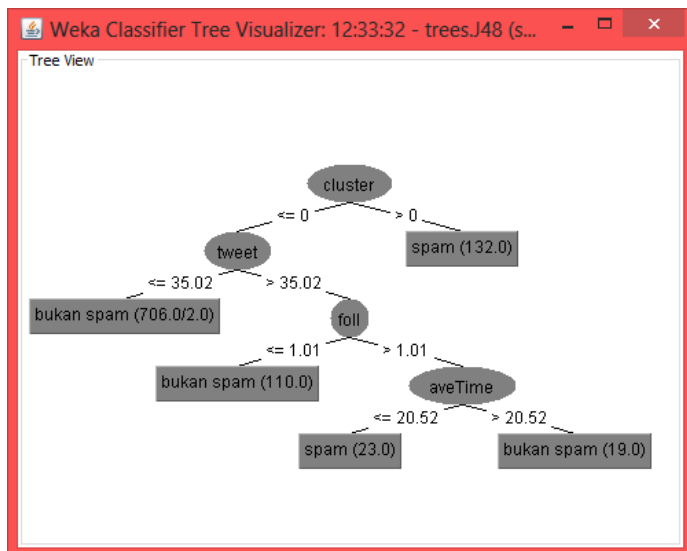 Weka Classifier Tree Visualizer: 12:33:32 - trees.J48 (s...
Tree View
cluster
<= 0
> 0
tweet
spam (132.0)
<= 35.02
> 35.02
bukan spam (706.0/2.0)
foll
<= 1.01
> 1.01
bukan spam (110.0)
aveTime
<= 20.52
> 20.52
spam (23.0)
bukan spam (19.0)